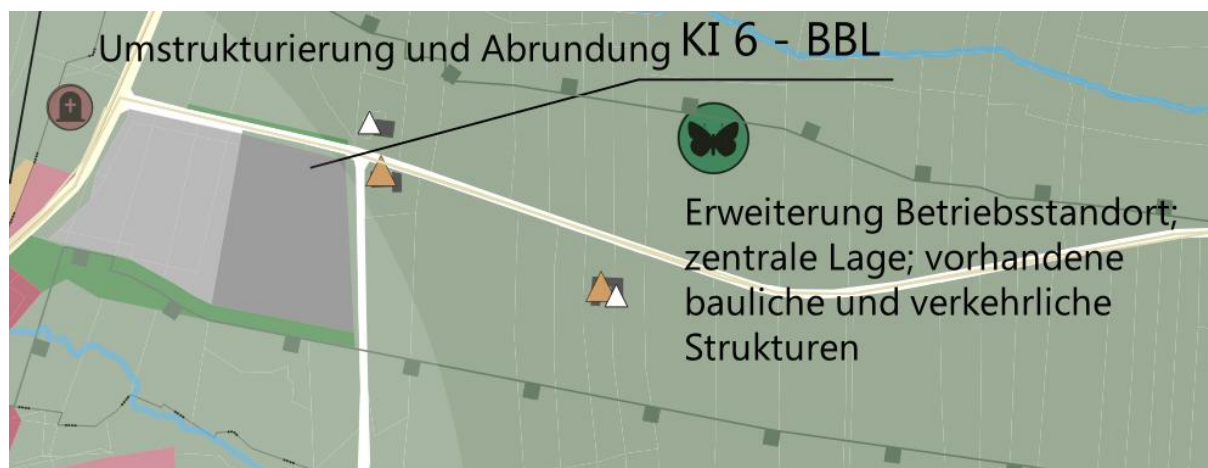 Umstrukturierung und Abrundung KI 6 - BBL
Erweiterung Betriebsstandort;
zentrale Lage; vorhandene
bauliche und verkehrliche
Strukturen